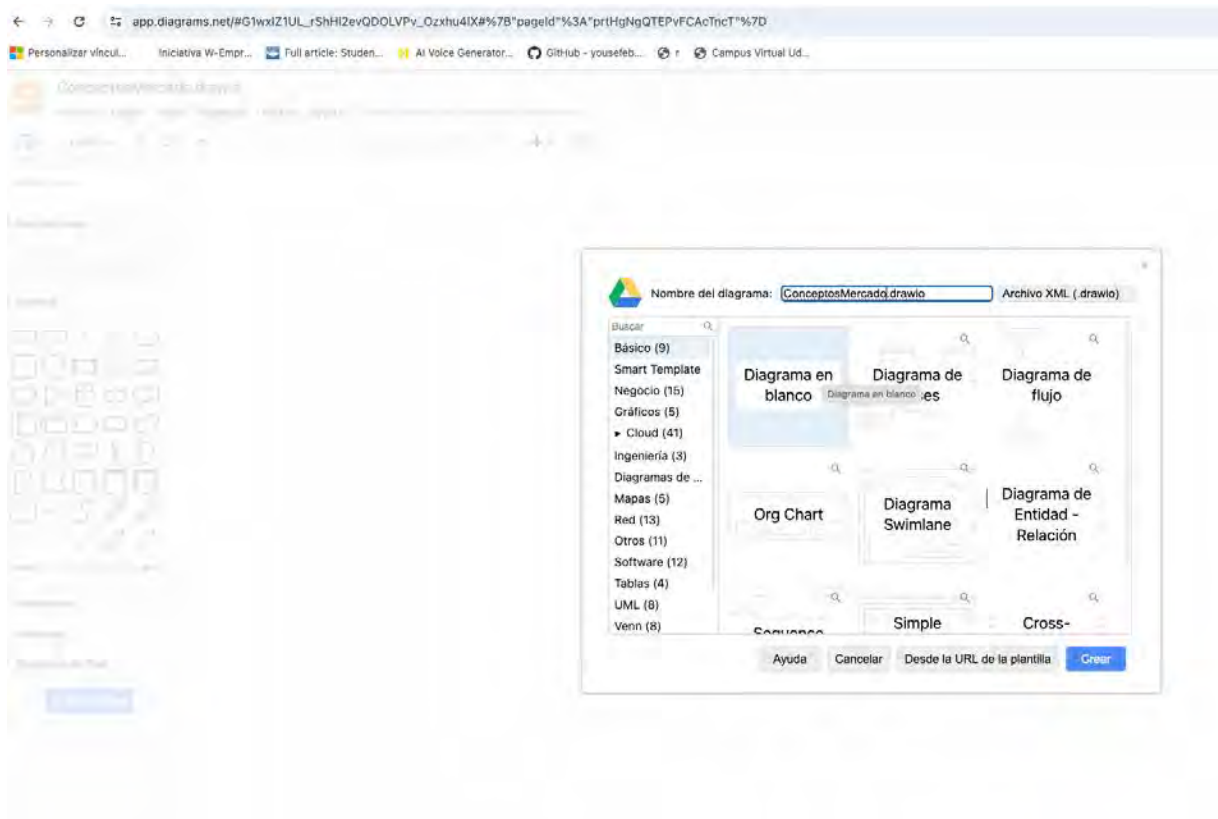 app.diagrams.net/#G1wxIZ1UL_rShHI2evQDOLVPv_Ozxhu4IX#%7B"pageId"%3A"prtHgNgQTEPvFCAcTncT"%7D
Personalizar víncul... Iniciativa W-Empr... Full article: Studen... AI Voice Generator... GitHub - yousefeb... r Campus Virtual Ud...
ConceptosMercado.drawio
Nombre del diagrama: ConceptosMercado.drawio Archivo XML (.drawio)
Buscar
Básico (9)
Smart Template
Negocio (15)
Gráficos (5)
▸ Cloud (41)
Ingeniería (3)
Diagramas de ...
Mapas (5)
Red (13)
Otros (11)
Software (12)
Tablas (4)
UML (8)
Venn (8)
Diagrama en
blanco
Diagrama en blanco
Diagrama de
es
Diagrama de
flujo
Org Chart
Diagrama
Swimlane
Diagrama de
Entidad -
Relación
Sequence
Simple
Cross-
Ayuda Cancelar Desde la URL de la plantilla Crear